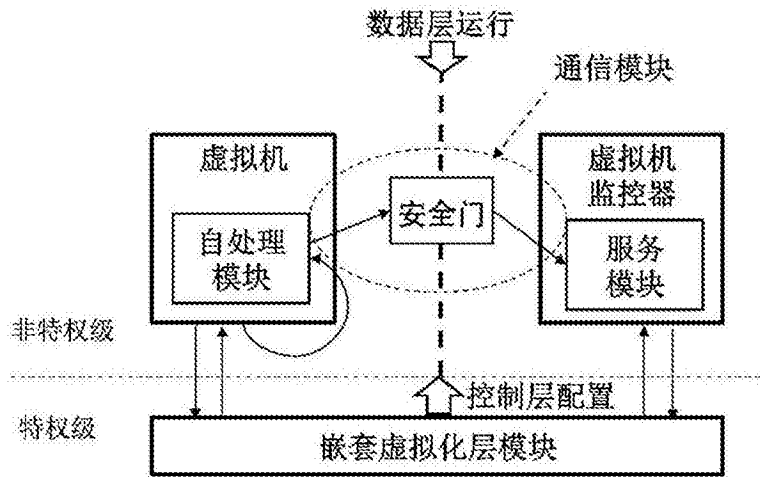 数据层运行
通信模块
虚拟机
虚拟机
监控器
安全门
自处理
模块
服务
模块
非特权级
控制层配置
特权级
嵌套虚拟化层模块